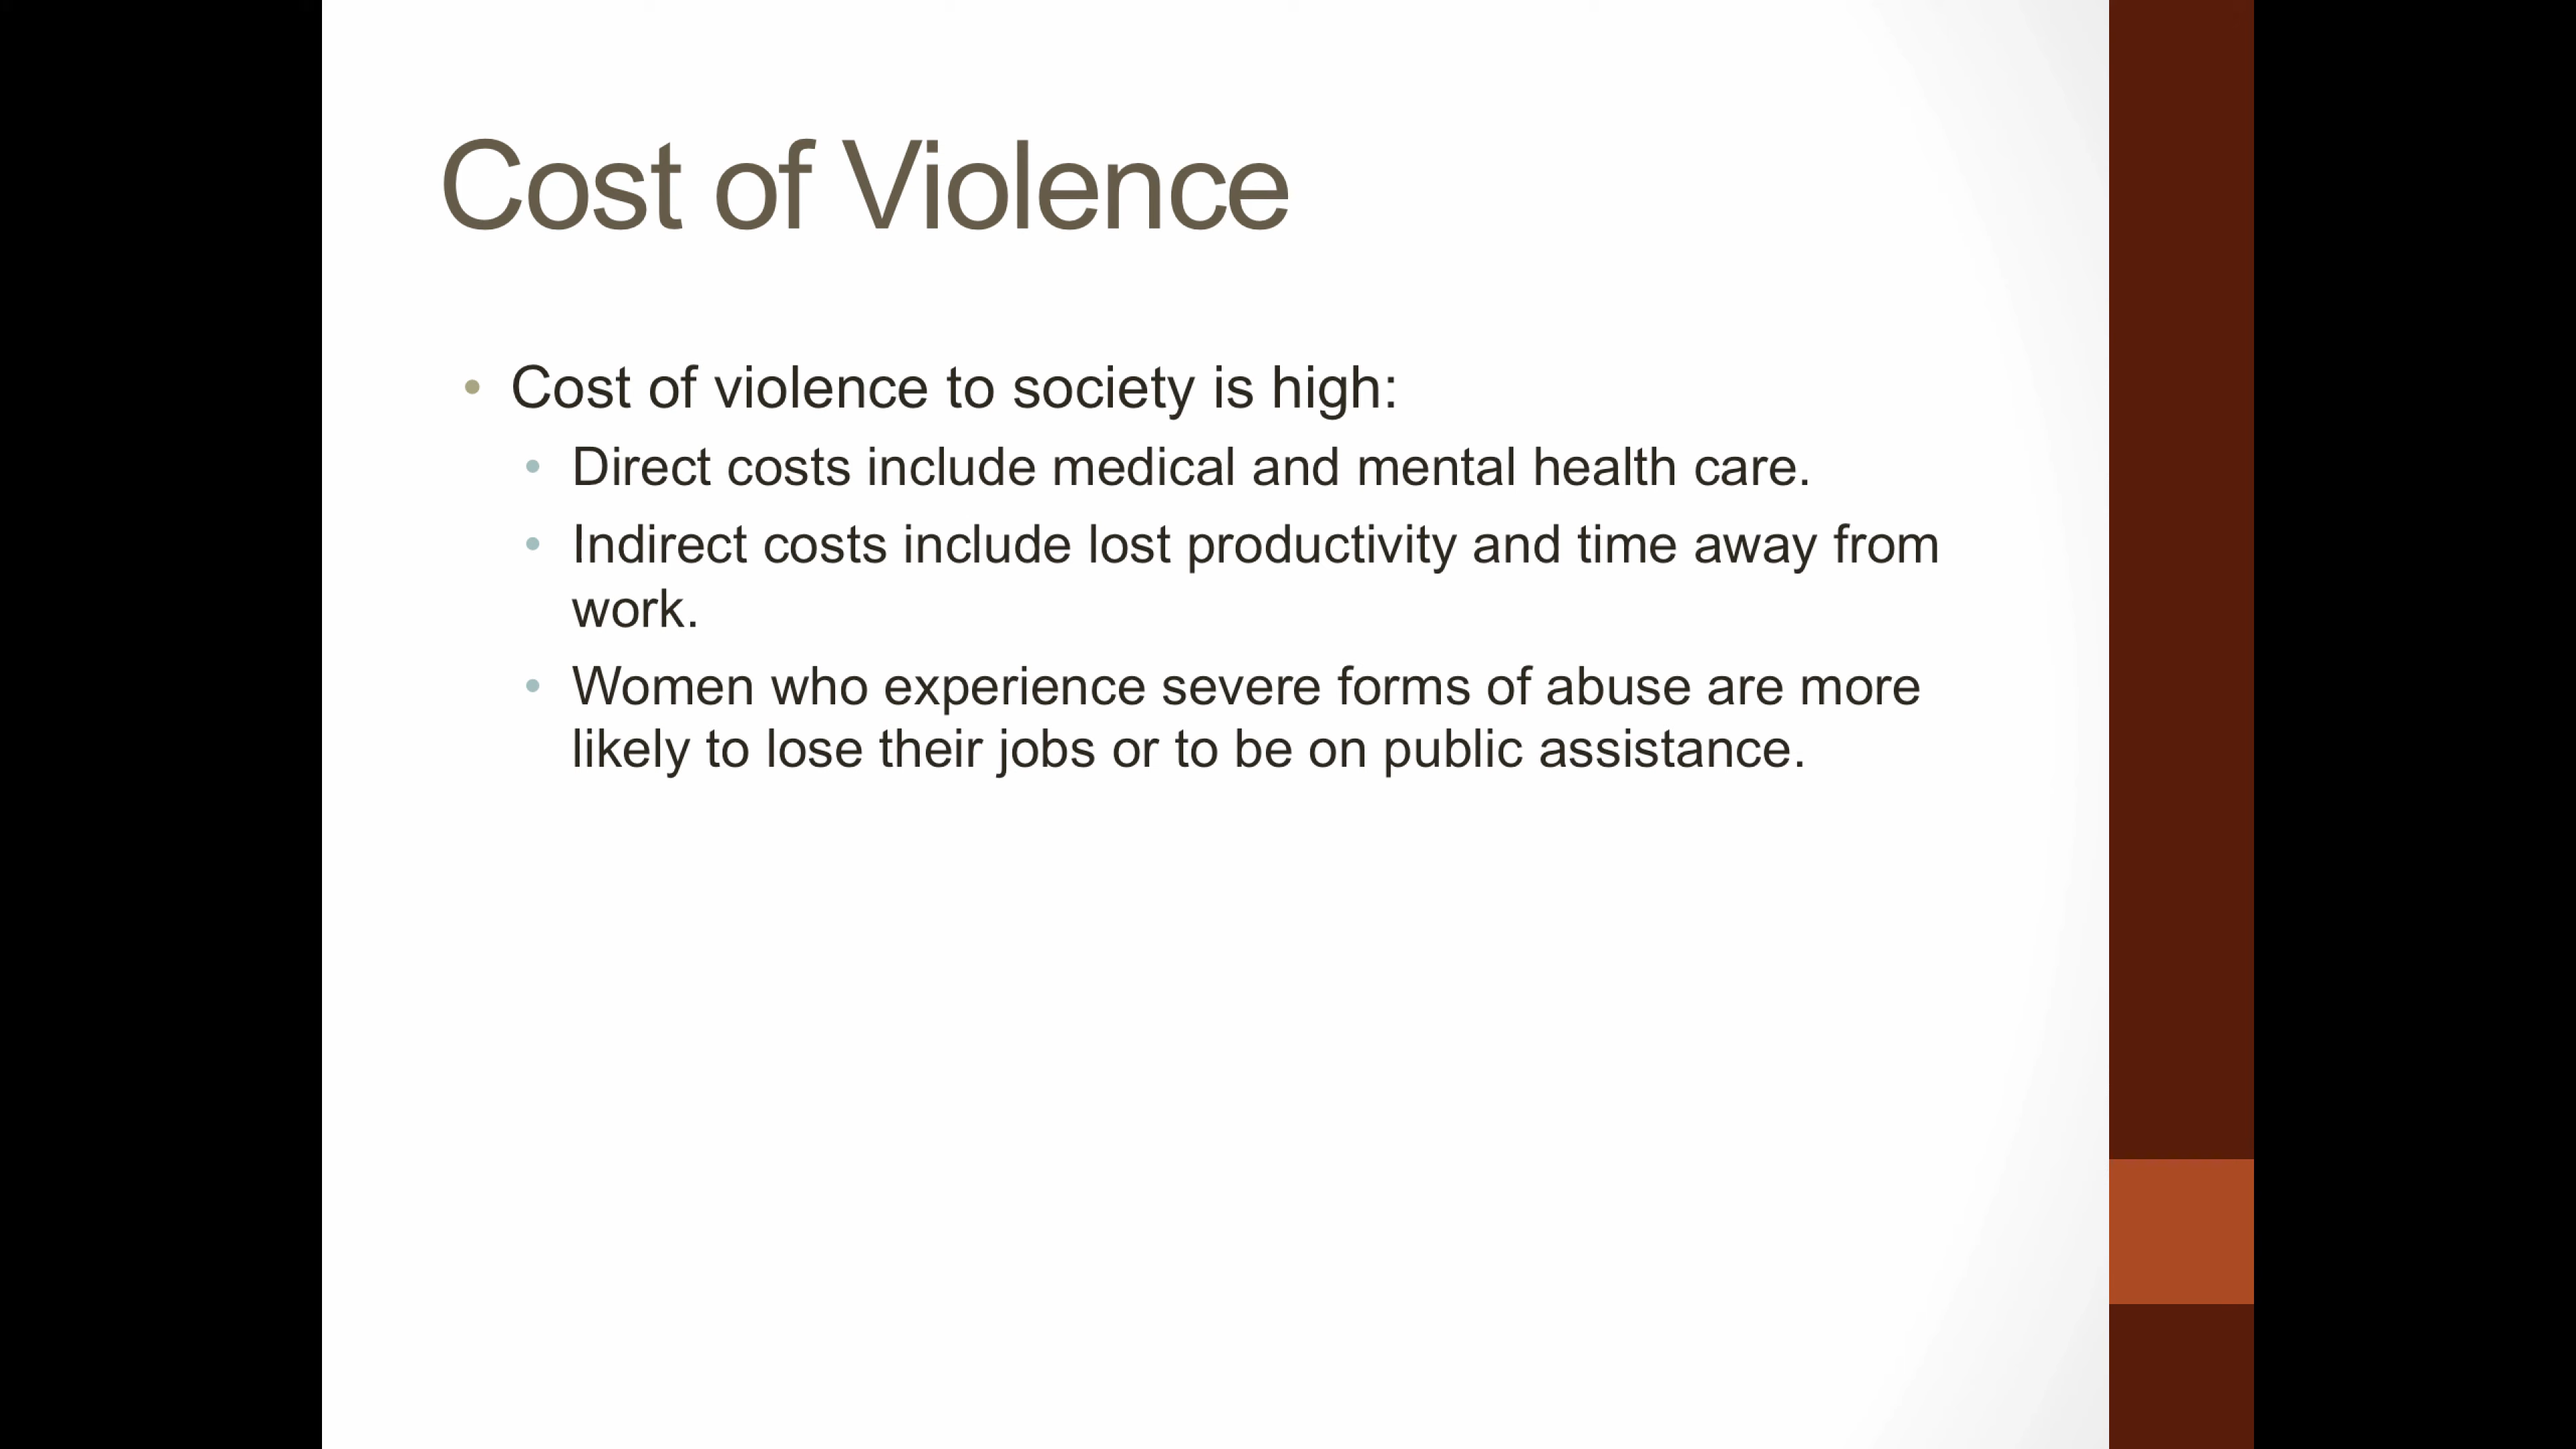 Cost of Violence
• Cost of violence to society is high:
• Direct costs include medical and mental health care.
• Indirect costs include lost productivity and time away from
work.
• Women who experience severe forms of abuse are more
likely to lose their jobs or to be on public assistance.